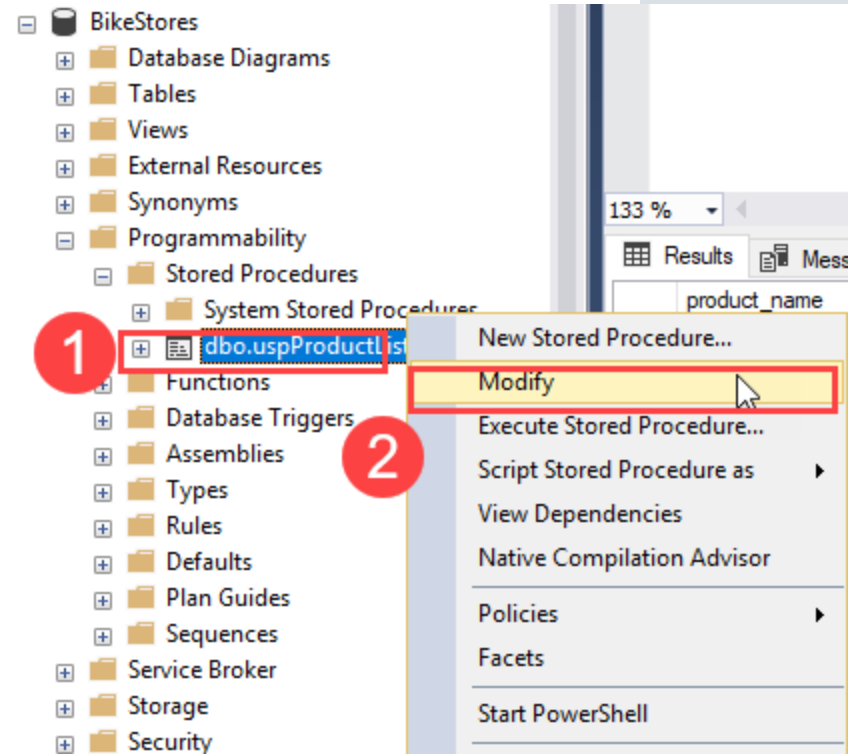 BikeStores
Database Diagrams
Tables
Views
External Resources
Synonyms
Programmability
Stored Procedures
System Stored Procedures
dbo.uspProductList
Functions
Database Triggers
Assemblies
Types
Rules
Defaults
Plan Guides
Sequences
Service Broker
Storage
Security
1
2
133 %
Results
Mess
product_name
New Stored Procedure...
Modify
Execute Stored Procedure...
Script Stored Procedure as
View Dependencies
Native Compilation Advisor
Policies
Facets
Start PowerShell